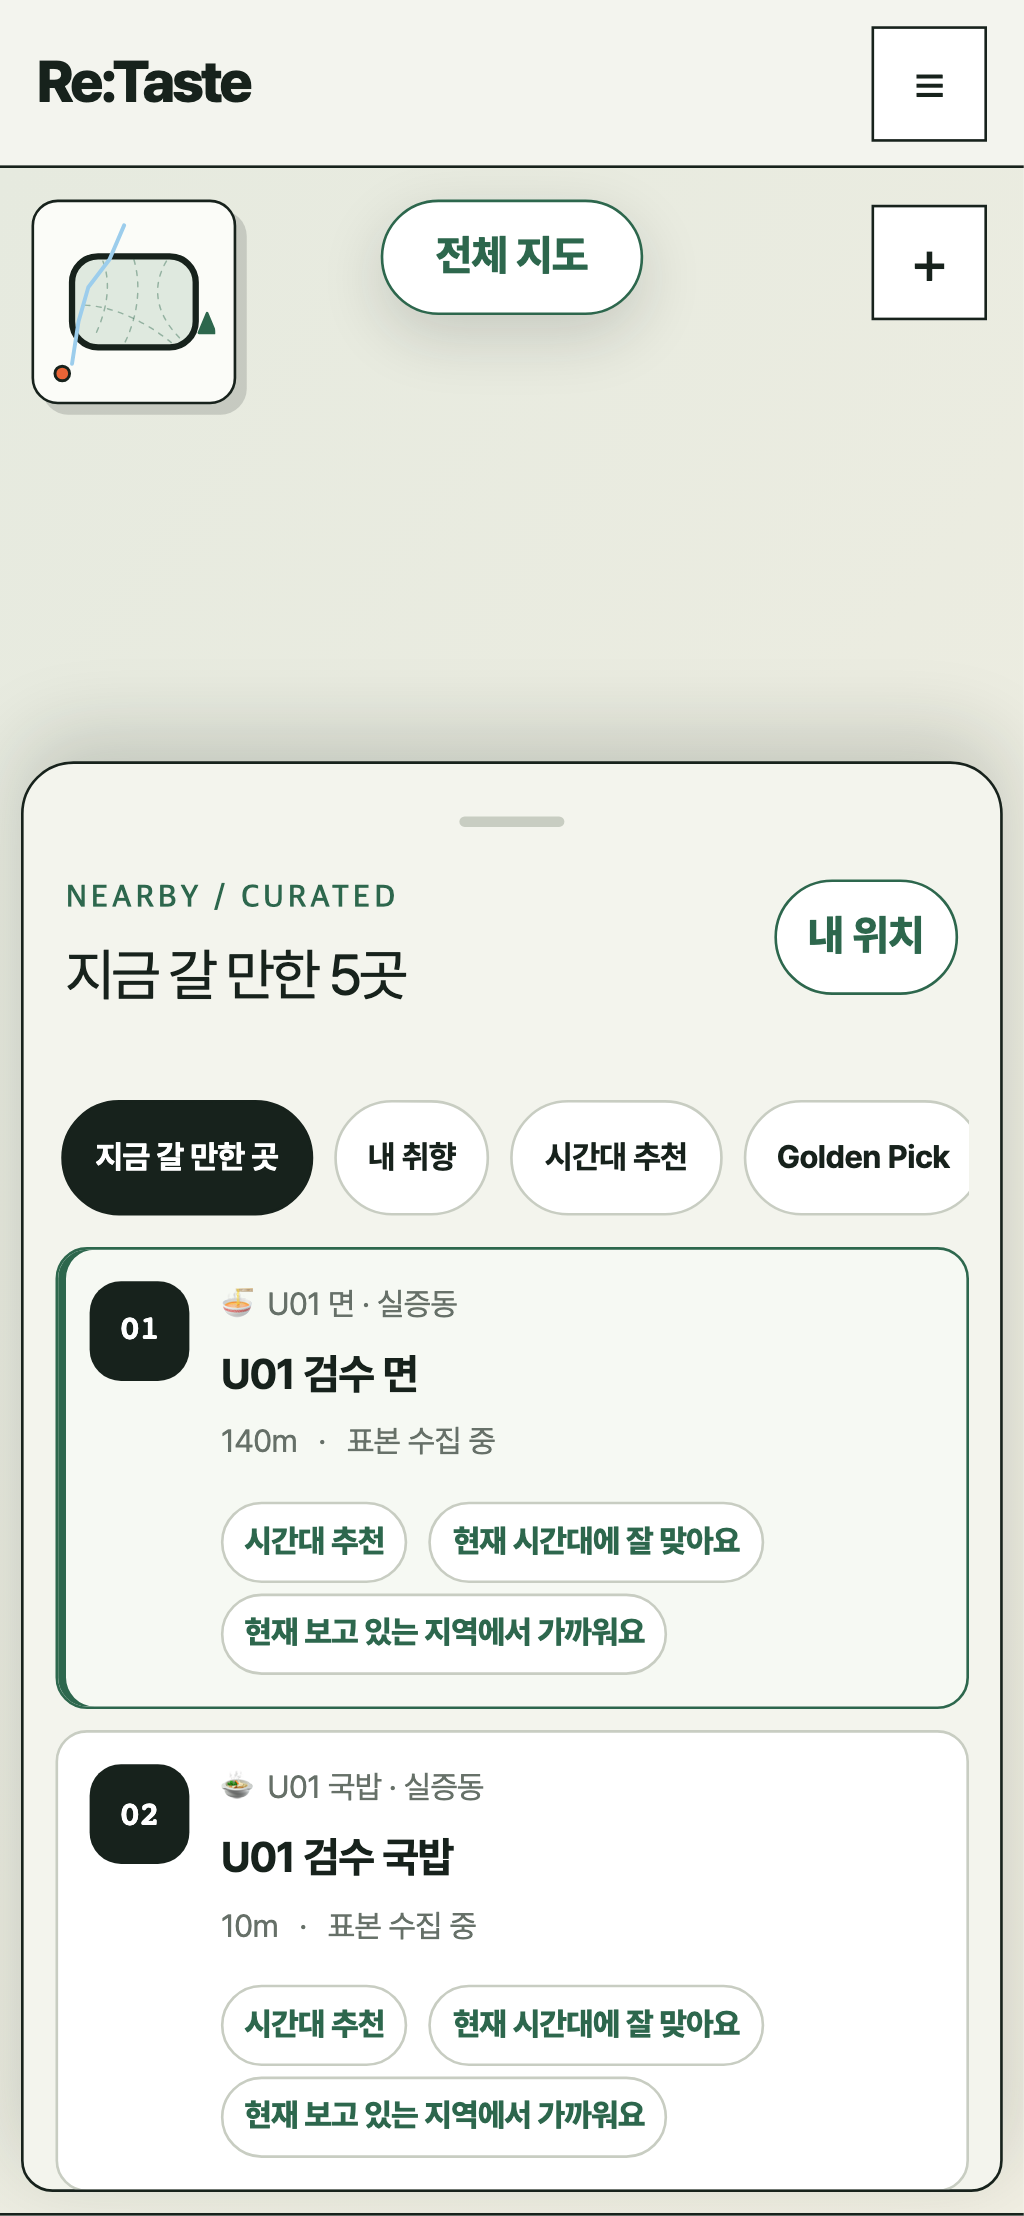 Re:Taste
≡
전체 지도
+
NEARBY / CURATED
지금 갈 만한 5곳
내 위치
지금 갈 만한 곳
내 취향
시간대 추천
Golden Pick
01
U01 면 · 실증동
U01 검수 면
140m · 표본 수집 중
시간대 추천
현재 시간대에 잘 맞아요
현재 보고 있는 지역에서 가까워요
02
U01 국밥 · 실증동
U01 검수 국밥
10m · 표본 수집 중
시간대 추천
현재 시간대에 잘 맞아요
현재 보고 있는 지역에서 가까워요